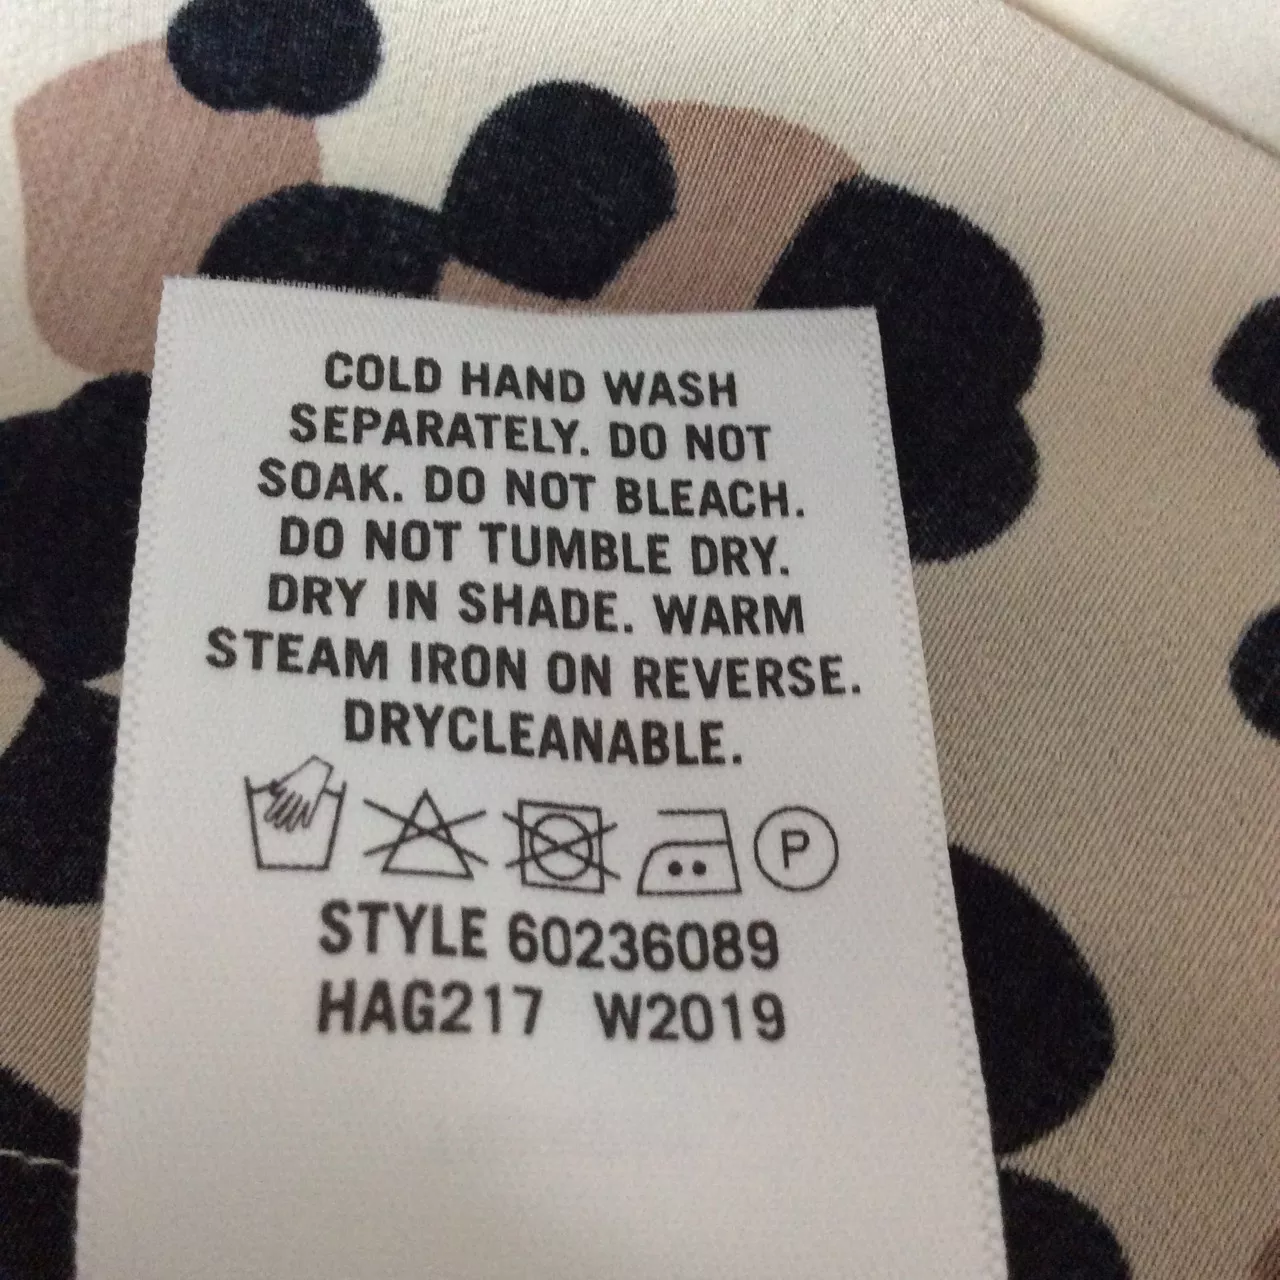 COLD HAND WASH
SEPARATELY. DO NOT
SOAK. DO NOT BLEACH.
DO NOT TUMBLE DRY.
DRY IN SHADE. WARM
STEAM IRON ON REVERSE.
DRYCLEANABLE.
P
STYLE 60236089
HAG217 W2019